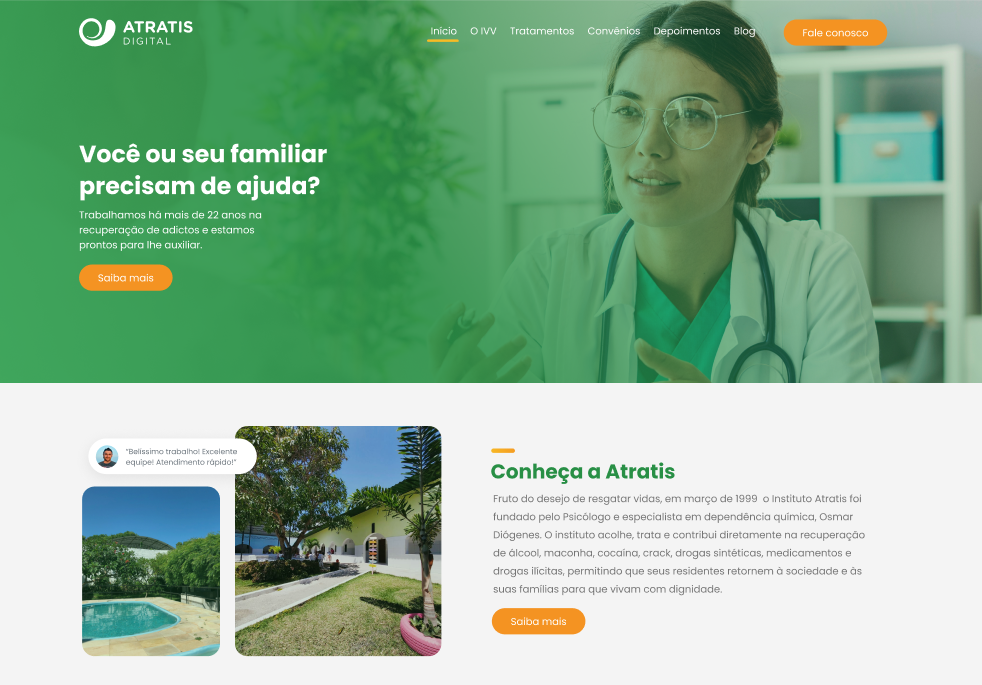 ATRATIS
DIGITAL
Início O IVV Tratamentos Convênios Depoimentos Blog Fale conosco
Você ou seu familiar
precisam de ajuda?
Trabalhamos há mais de 22 anos na
recuperação de adictos e estamos
prontos para lhe auxiliar.
Saiba mais
"Belíssimo trabalho! Excelente
equipe! Atendimento rápido!"
Conheça a Atratis
Fruto do desejo de resgatar vidas, em março de 1999 o Instituto Atratis foi
fundado pelo Psicólogo e especialista em dependência química, Osmar
Diógenes. O instituto acolhe, trata e contribui diretamente na recuperação
de álcool, maconha, cocaína, crack, drogas sintéticas, medicamentos e
drogas ilícitas, permitindo que seus residentes retornem à sociedade e às
suas famílias para que vivam com dignidade.
Saiba mais